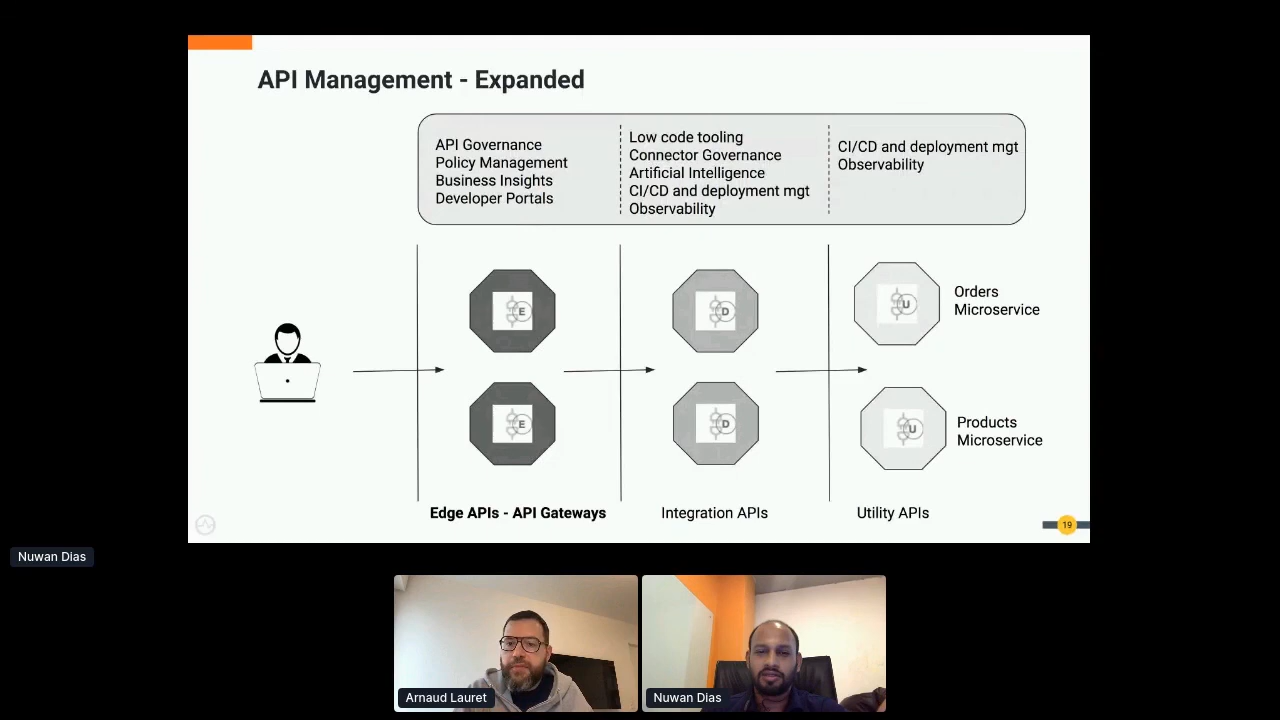 API Management - Expanded
API Governance
Policy Management
Business Insights
Developer Portals
Low code tooling
Connector Governance
Artificial Intelligence
CI/CD and deployment mgt
Observability
CI/CD and deployment mgt
Observability
E
D
U
Orders
Microservice
E
D
U
Products
Microservice
Edge APIs - API Gateways
Integration APIs
Utility APIs
19
Nuwan Dias
Arnaud Lauret
Nuwan Dias